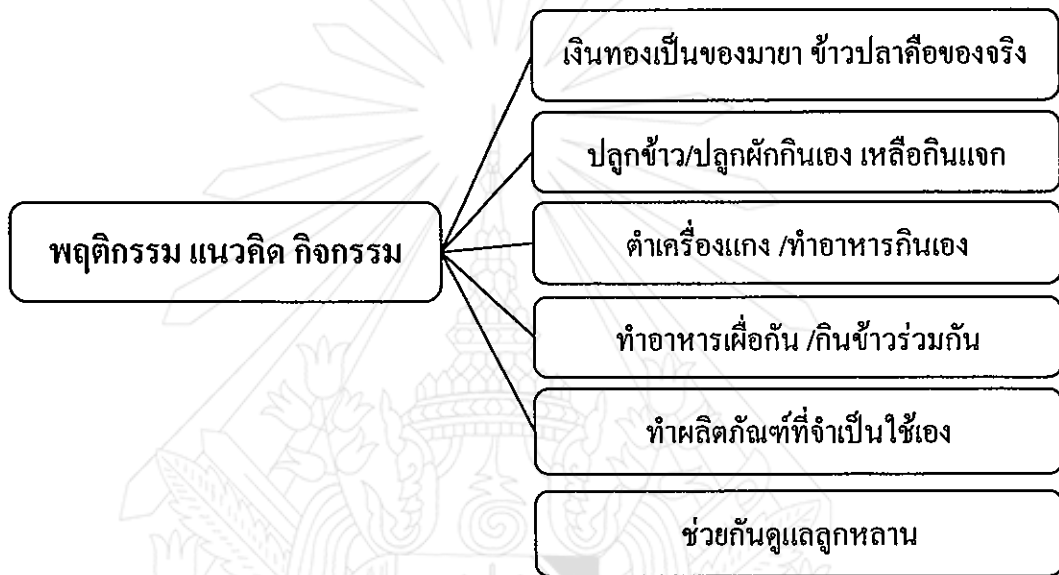 เงินทองเป็นของมายา ข้าวปลาคือของจริง
ปลูกข้าว/ปลูกผักกินเอง เหลือกินแจก
พฤติกรรม แนวคิด กิจกรรม
ตำเครื่องแกง /ทำอาหารกินเอง
ทำอาหารเผื่อกัน /กินข้าวร่วมกัน
ทำผลิตภัณฑ์ที่จำเป็นใช้เอง
ช่วยกันดูแลลูกหลาน